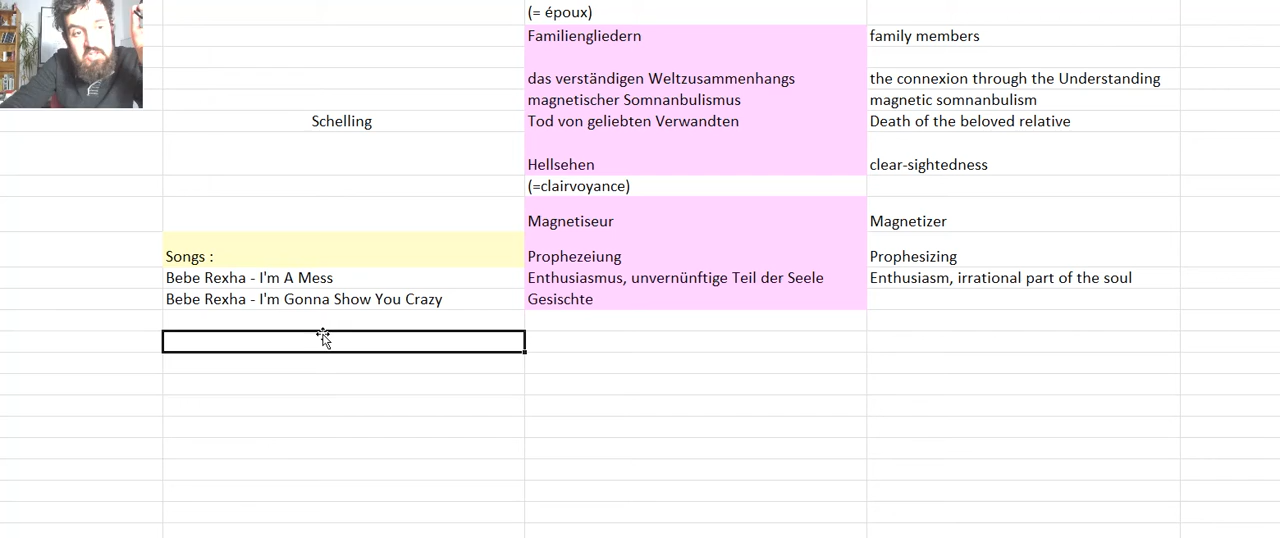 (= époux)
Familiengliedern family members
das verständigen Weltzusammenhangs the connexion through the Understanding
magnetischer Somnanbulismus magnetic somnanbulism
Schelling Tod von geliebten Verwandten Death of the beloved relative
Hellsehen clear-sightedness
(=clairvoyance)
Magnetiseur Magnetizer
Songs : Prophezeiung Prophesizing
Bebe Rexha - I'm A Mess Enthusiasmus, unvernünftige Teil der Seele Enthusiasm, irrational part of the soul
Bebe Rexha - I'm Gonna Show You Crazy Gesischte